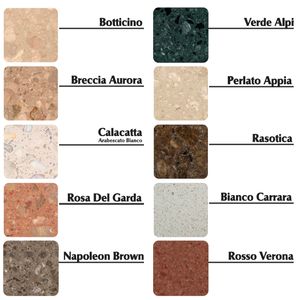 Botticino
Verde Alpi
Breccia Aurora
Perlato Appia
Calacatta
Arabescato Bianco
Rasotica
Rosa Del Garda
Bianco Carrara
Napoleon Brown
Rosso Verona